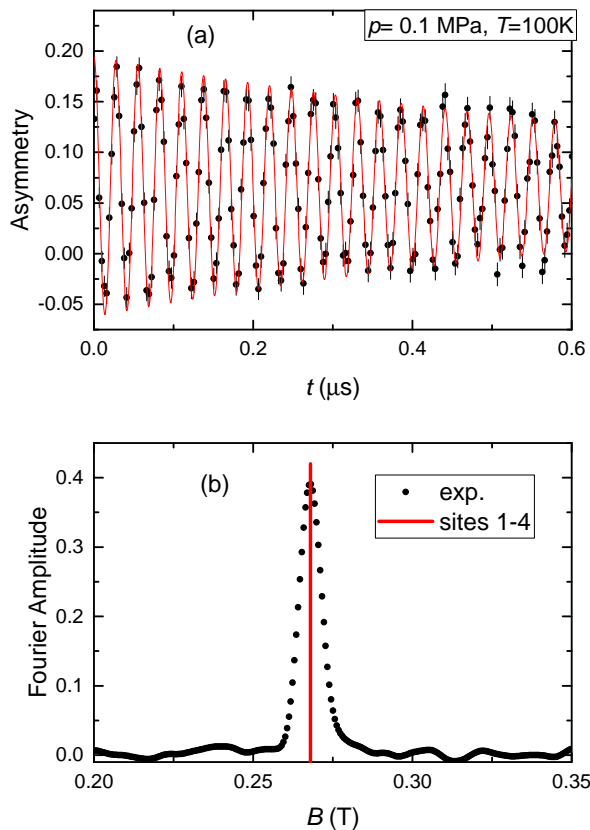 (a)
p= 0.1 MPa, T=100K
0.20
0.15
0.10
0.05
0.00
-0.05
Asymmetry
0.0 0.2 0.4 0.6
t (μs)
(b)
exp.
sites 1-4
0.4
0.3
0.2
0.1
0.0
Fourier Amplitude
0.20 0.25 0.30 0.35
B (T)